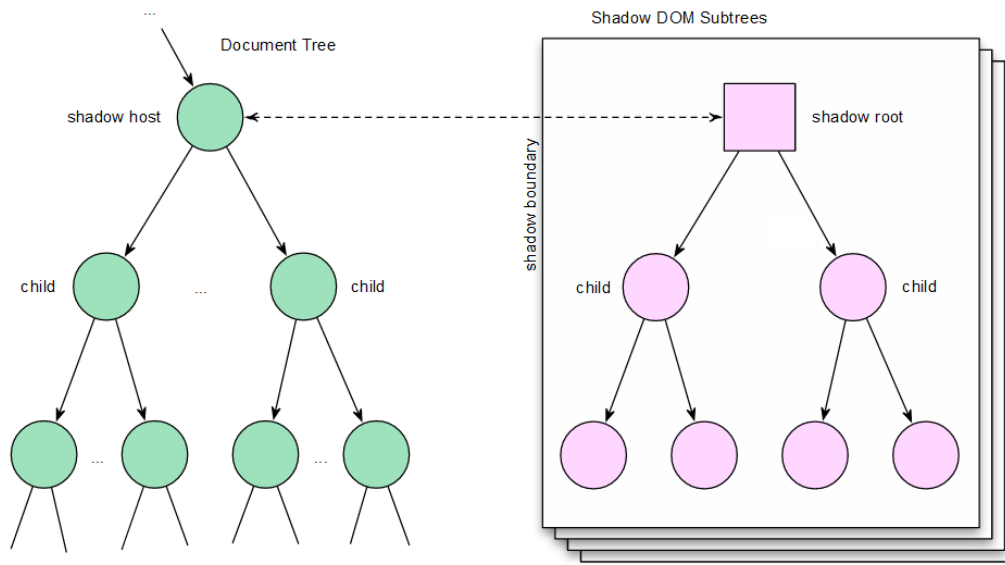 ...
Document Tree
Shadow DOM Subtrees
shadow host
shadow root
shadow boundary
child
...
child
child
child
...
...